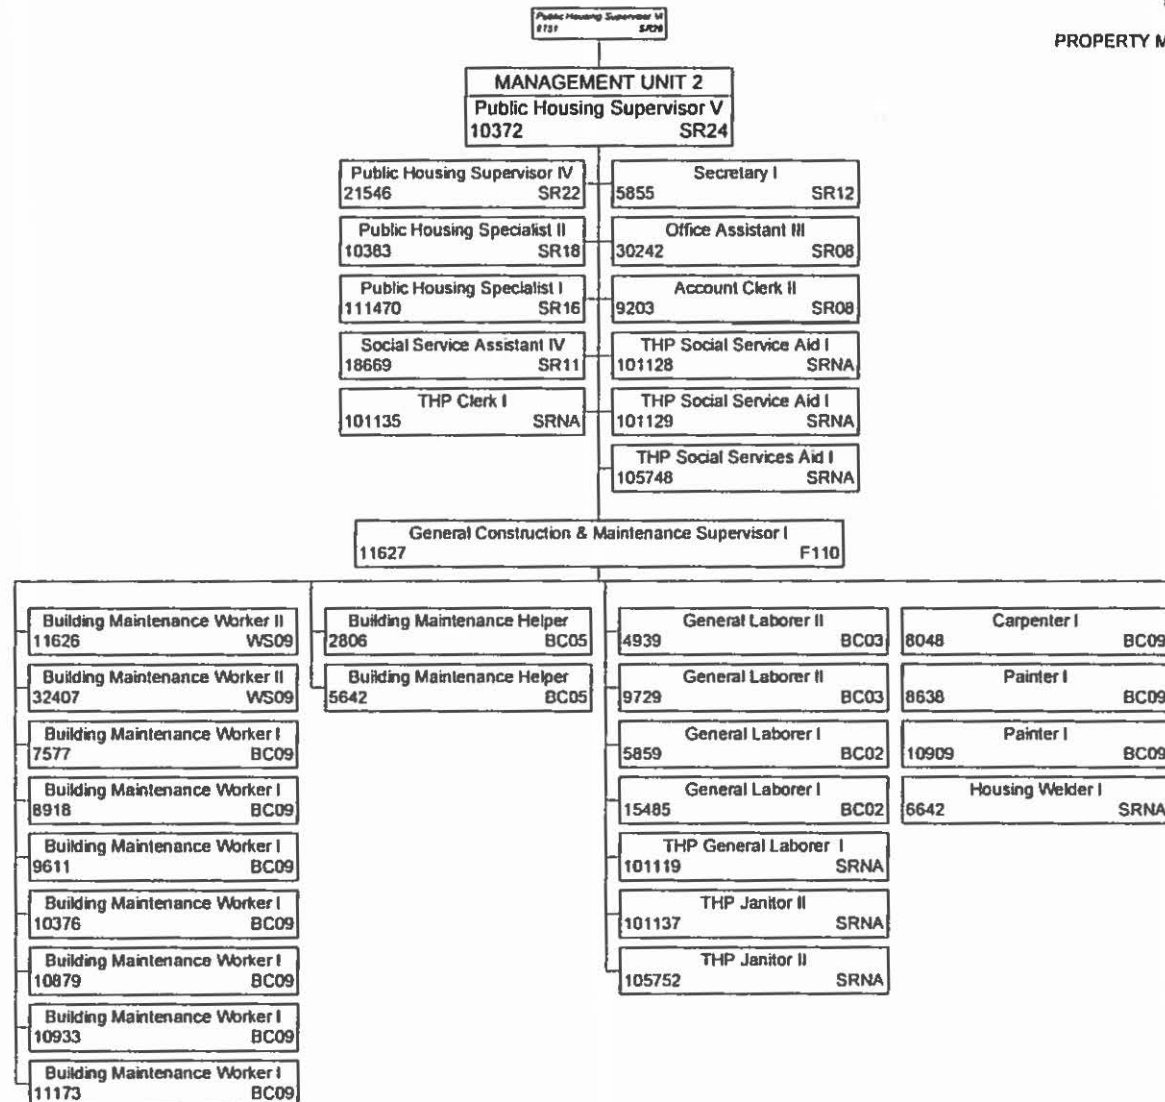 Public Housing Supervisor VI
SR26
PROPERTY M
MANAGEMENT UNIT 2
Public Housing Supervisor V
10372 SR24
Public Housing Supervisor IV
21546 SR22
Secretary I
5855 SR12
Public Housing Specialist II
10383 SR18
Office Assistant III
30242 SR08
Public Housing Specialist I
111470 SR16
Account Clerk II
9203 SR08
Social Service Assistant IV
18669 SR11
THP Social Service Aid I
101128 SRNA
THP Clerk I
101135 SRNA
THP Social Service Aid I
101129 SRNA
THP Social Services Aid I
105748 SRNA
General Construction & Maintenance Supervisor I
11627 F110
Building Maintenance Worker II
11626 WS09
Building Maintenance Worker II
32407 WS09
Building Maintenance Worker I
7577 BC09
Building Maintenance Worker I
8918 BC09
Building Maintenance Worker I
9611 BC09
Building Maintenance Worker I
10376 BC09
Building Maintenance Worker I
10879 BC09
Building Maintenance Worker I
10933 BC09
Building Maintenance Worker I
11173 BC09
Building Maintenance Helper
2806 BC05
Building Maintenance Helper
5642 BC05
General Laborer II
4939 BC03
General Laborer II
9729 BC03
General Laborer I
5859 BC02
General Laborer I
15485 BC02
THP General Laborer I
101119 SRNA
THP Janitor II
101137 SRNA
THP Janitor II
105752 SRNA
Carpenter I
8048 BC09
Painter I
8638 BC09
Painter I
10909 BC09
Housing Welder I
6642 SRNA